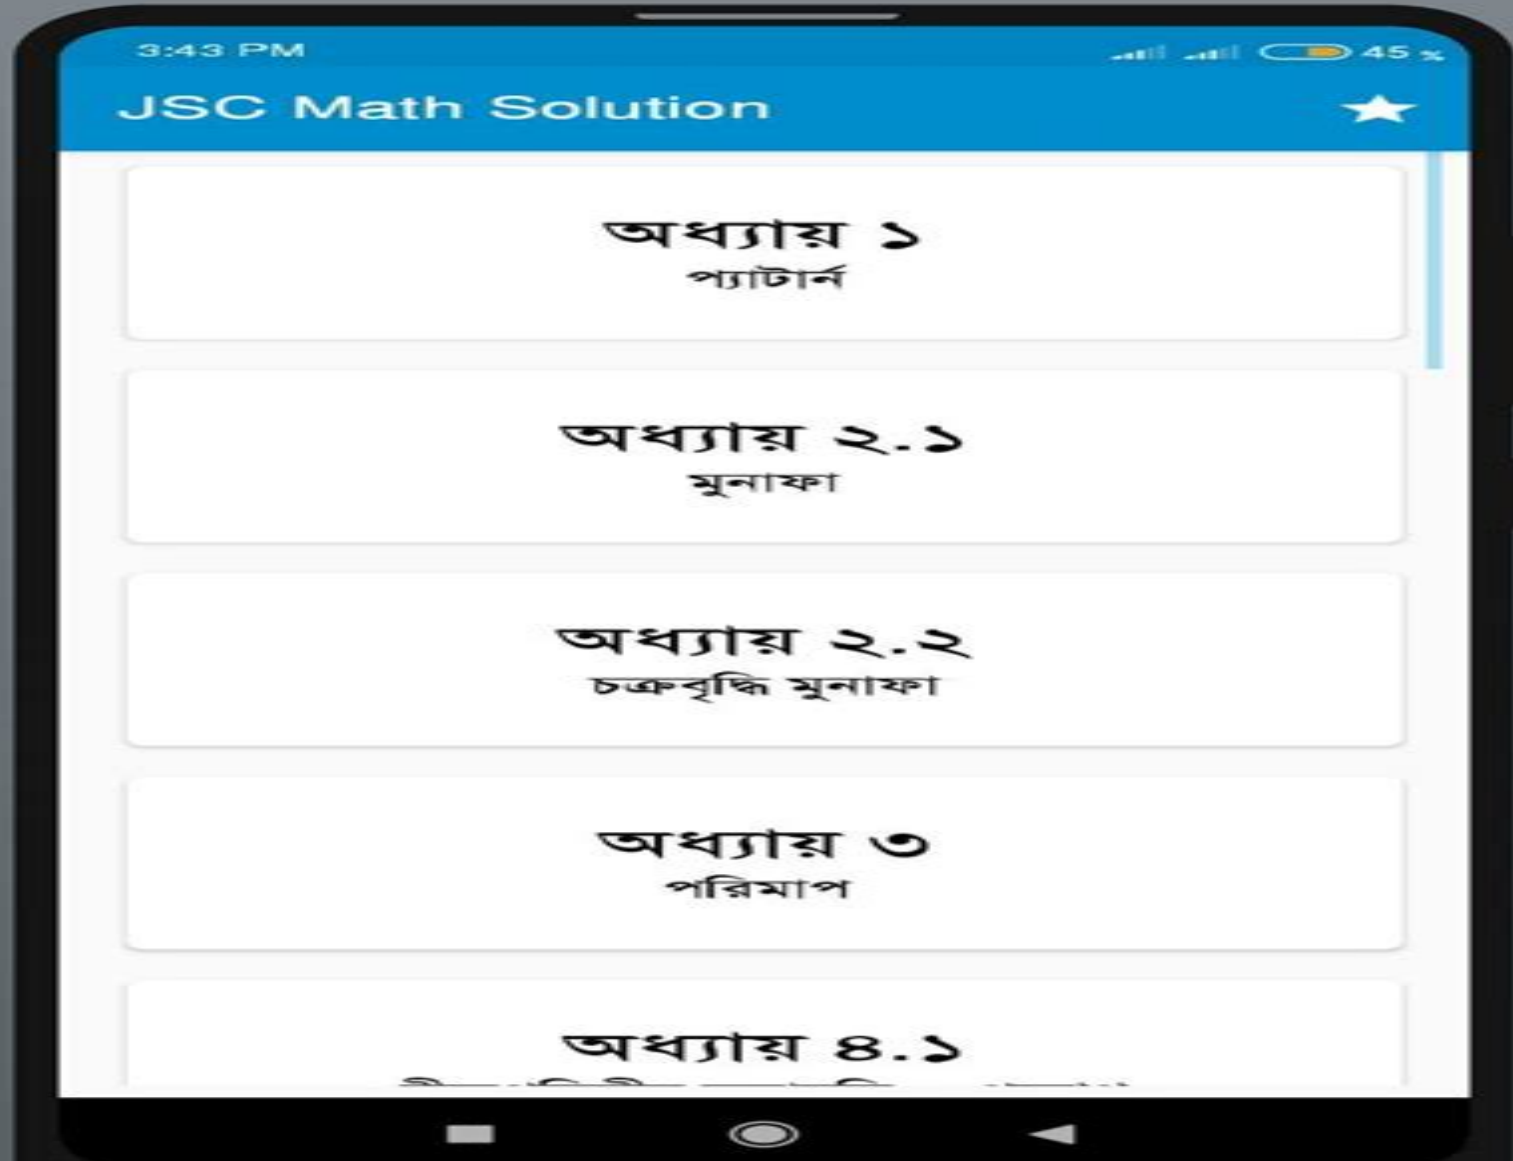 3:43 PM 45 %
JSC Math Solution
অধ্যায় ১
প্যাটার্ন
অধ্যায় ২.১
মুনাফা
অধ্যায় ২.২
চক্রবৃদ্ধি মুনাফা
অধ্যায় ৩
পরিমাপ
অধ্যায় ৪.১